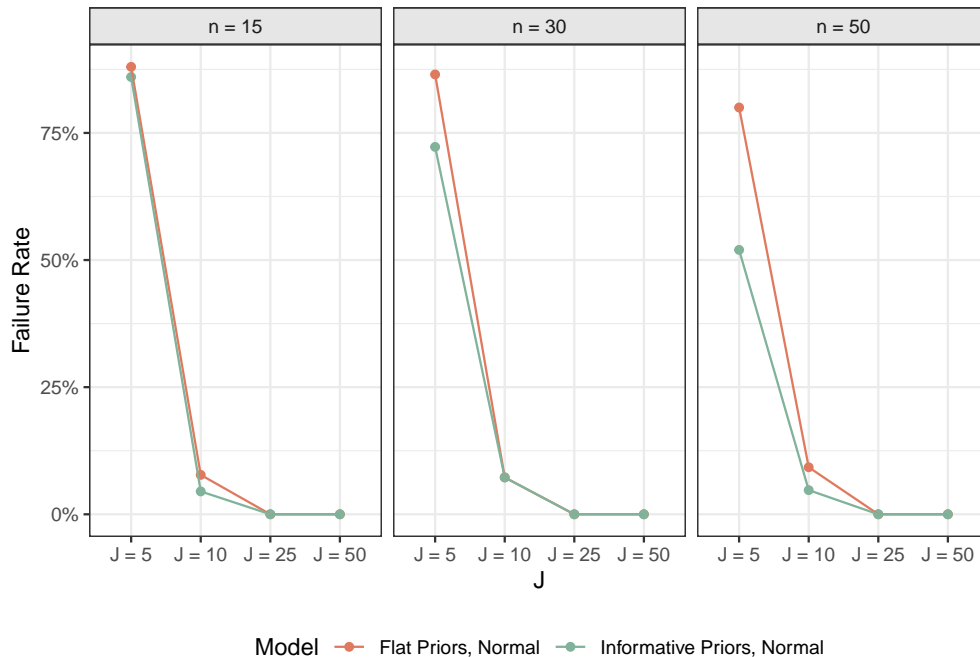 n = 15 n = 30 n = 50
Failure Rate
75%
50%
25%
0%
J = 5 J = 10 J = 25 J = 50 J = 5 J = 10 J = 25 J = 50 J = 5 J = 10 J = 25 J = 50
J
Model Flat Priors, Normal Informative Priors, Normal